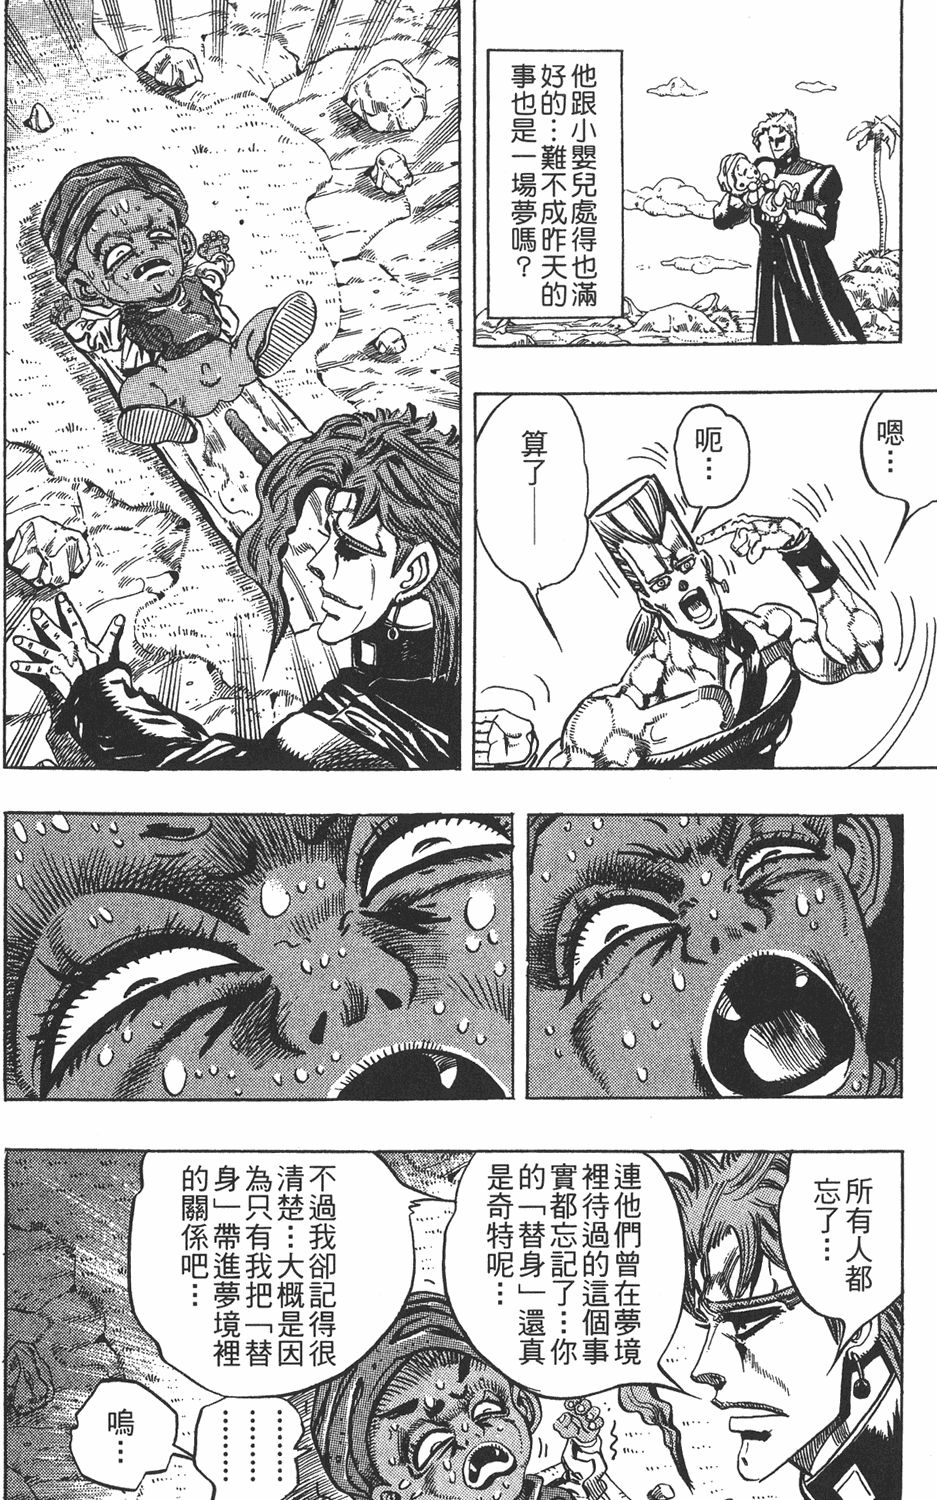 他跟小嬰兒處得也滿
好的…難不成昨天的
事也是一場夢嗎？
嗯…
呃…
算了——
所有人都
忘了…
連他們曾在夢境
裡待過的這個事
實都忘記了…你
的「替身」還真
是奇特呢…
不過我卻記得很
清楚…大概是因
為只有我把「替
身」帶進夢境裡
的關係吧…
…………
…………
嗚…